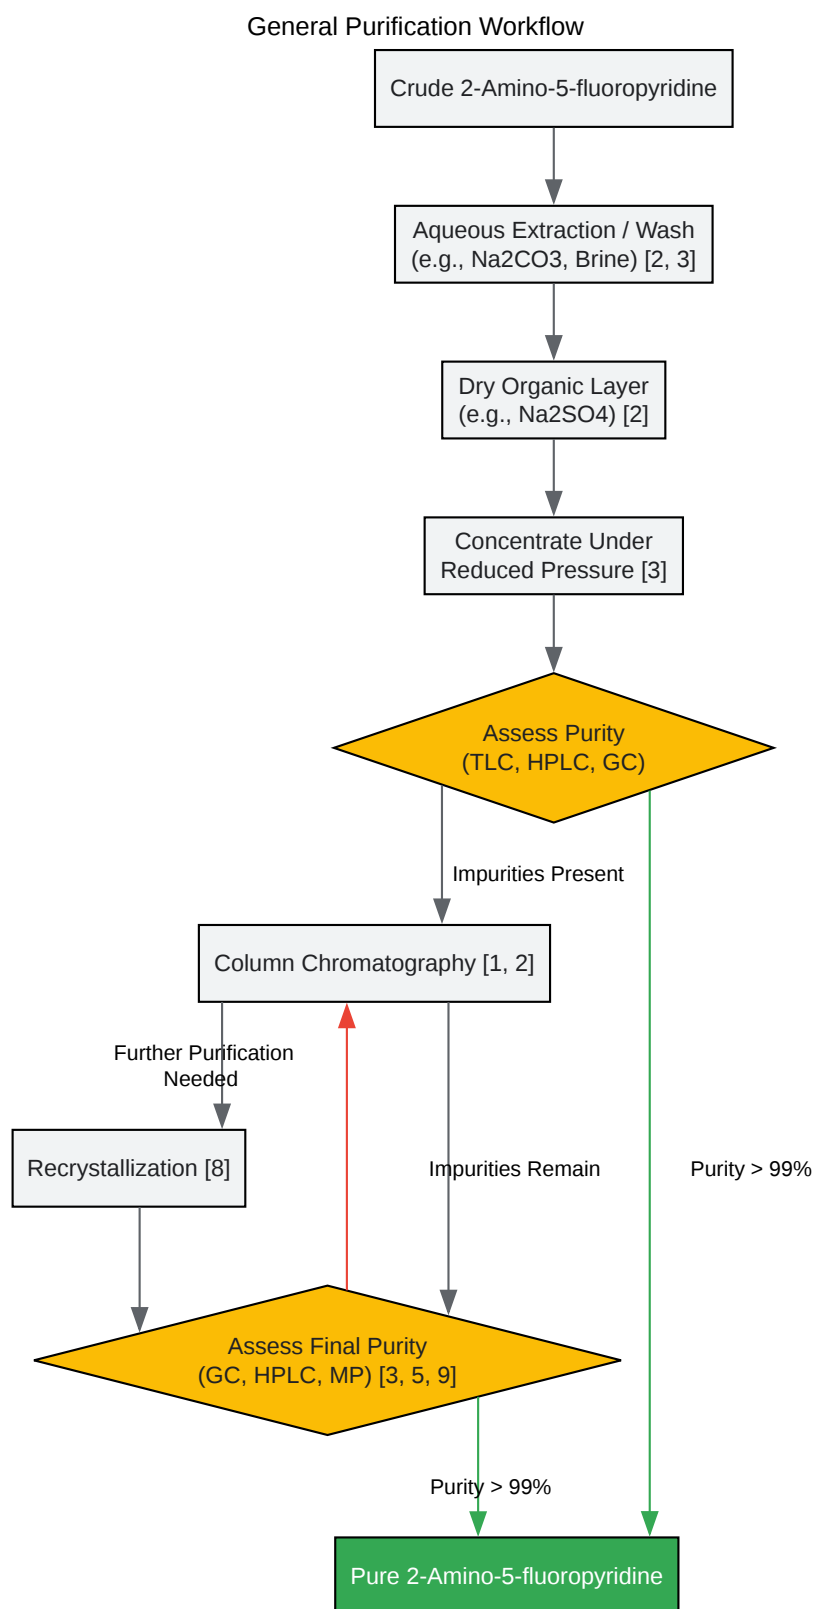 General Purification Workflow
Crude 2-Amino-5-fluoropyridine
Aqueous Extraction / Wash
(e.g., Na2CO3, Brine) [2, 3]
Dry Organic Layer
(e.g., Na2SO4) [2]
Concentrate Under
Reduced Pressure [3]
Assess Purity
(TLC, HPLC, GC)
Impurities Present
Column Chromatography [1, 2]
Further Purification
Needed
Recrystallization [8]
Impurities Remain
Purity > 99%
Assess Final Purity
(GC, HPLC, MP) [3, 5, 9]
Purity > 99%
Pure 2-Amino-5-fluoropyridine